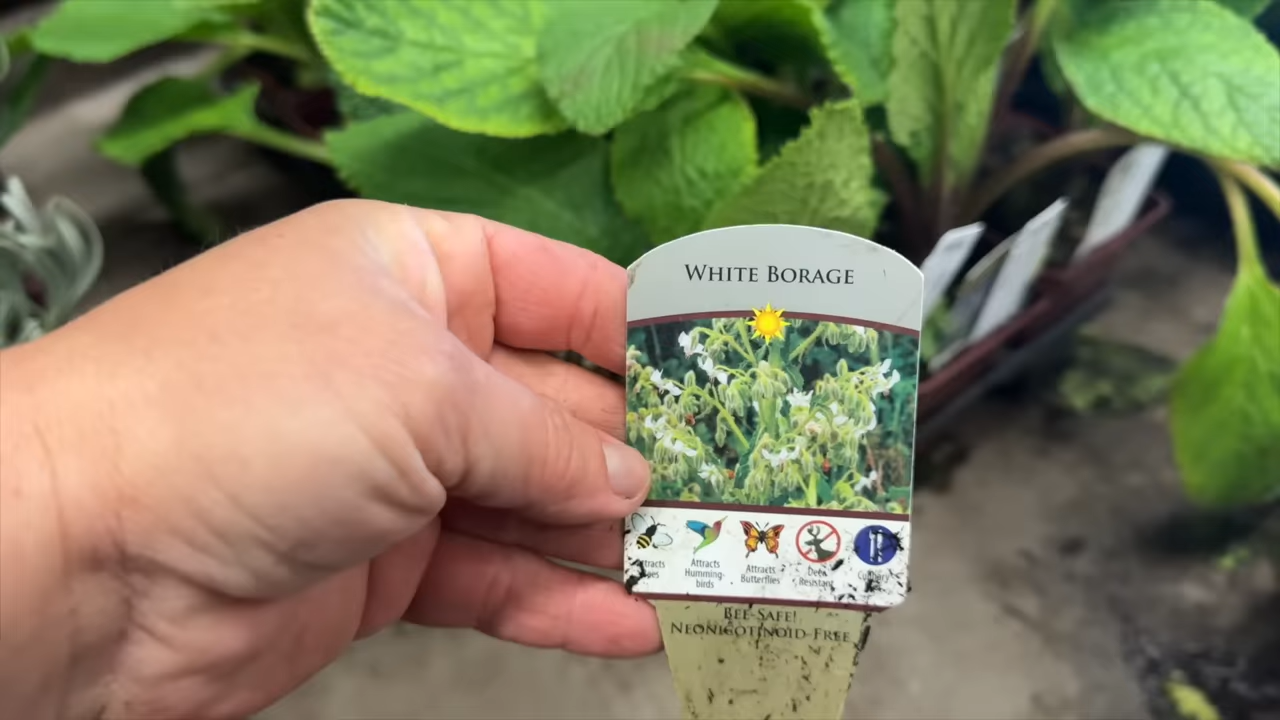 WHITE BORAGE
Attracts Humming-birds
Attracts Butterflies
Deer Resistant
Culinary
BEE-SAFE!
NEONICOTINOID-FREE